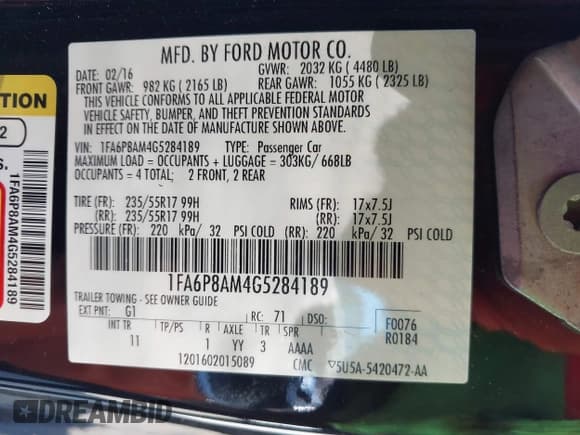 MFD. BY FORD MOTOR CO.
DATE: 02/16 GVWR: 2032 KG ( 4480 LB)
FRONT GAWR: 982 KG ( 2165 LB) REAR GAWR: 1055 KG ( 2325 LB)
THIS VEHICLE CONFORMS TO ALL APPLICABLE FEDERAL MOTOR
VEHICLE SAFETY, BUMPER, AND THEFT PREVENTION STANDARDS
IN EFFECT ON THE DATE OF MANUFACTURE SHOWN ABOVE.
VIN: 1FA6P8AM4G5284189 TYPE: Passenger Car
MAXIMUM LOAD = OCCUPANTS + LUGGAGE = 303KG/ 668LB
OCCUPANTS = 4 TOTAL: 2 FRONT, 2 REAR
TIRE (FR): 235/55R17 99H RIMS (FR): 17x7.5J
(RR): 235/55R17 99H (RR): 17x7.5J
PRESSURE (FR): 220 kPa/ 32 PSI COLD (RR): 220 kPa/ 32 PSI COLD
1FA6P8AM4G5284189
TRAILER TOWING - SEE OWNER GUIDE
EXT PNT: G1 RC: 71 DSO: F0076
R0184
INT TR TP/PS R AXLE TR SPR
11 1 YY 3 AAAA
1201602015089 CMC ▽5U5A-5420472-AA
TION
2
S.
1FA6P8AM4G5284189
DREAMBID